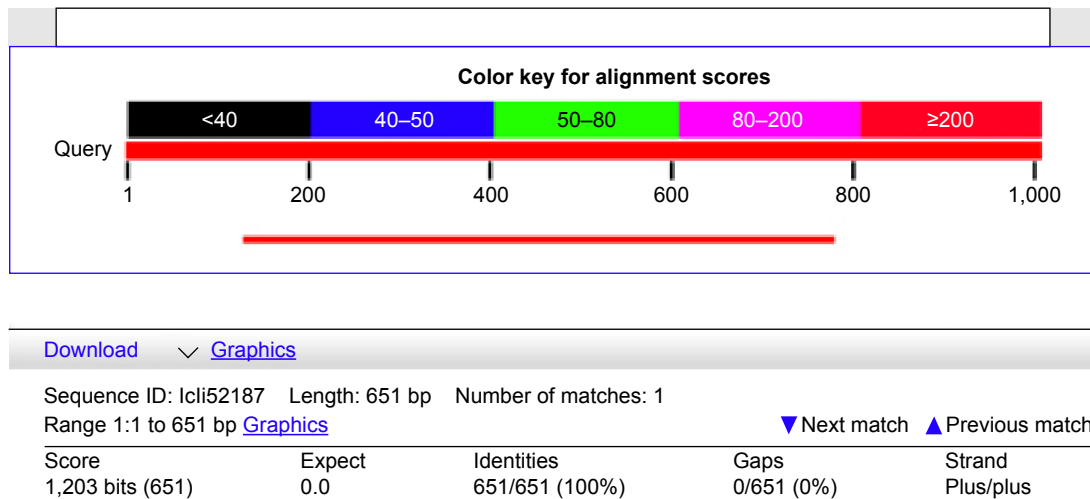 Color key for alignment scores
<40 40–50 50–80 80–200 ≥200
Query
1 200 400 600 800 1,000
Download Graphics
Sequence ID: Icli52187 Length: 651 bp Number of matches: 1
Range 1:1 to 651 bp Graphics ▼Next match ▲Previous match
Score Expect Identities Gaps Strand
1,203 bits (651) 0.0 651/651 (100%) 0/651 (0%) Plus/plus